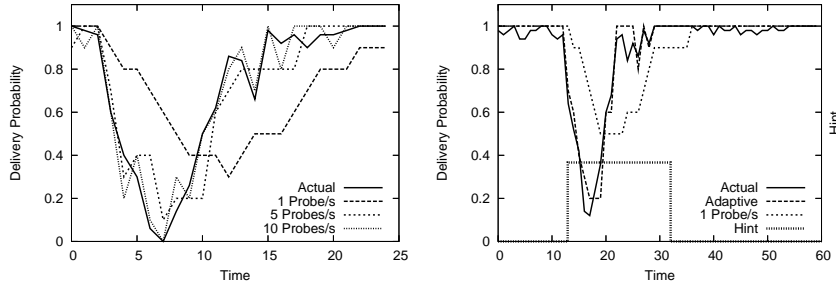 Delivery Probability
1
0.8
0.6
0.4
0.2
0
0 5 10 15 20 25
Time
Actual
1 Probe/s
5 Probes/s
10 Probes/s
Delivery Probability
1
0.8
0.6
0.4
0.2
0
0 10 20 30 40 50 60
Time
Actual
Adaptive
1 Probe/s
Hint
Hint